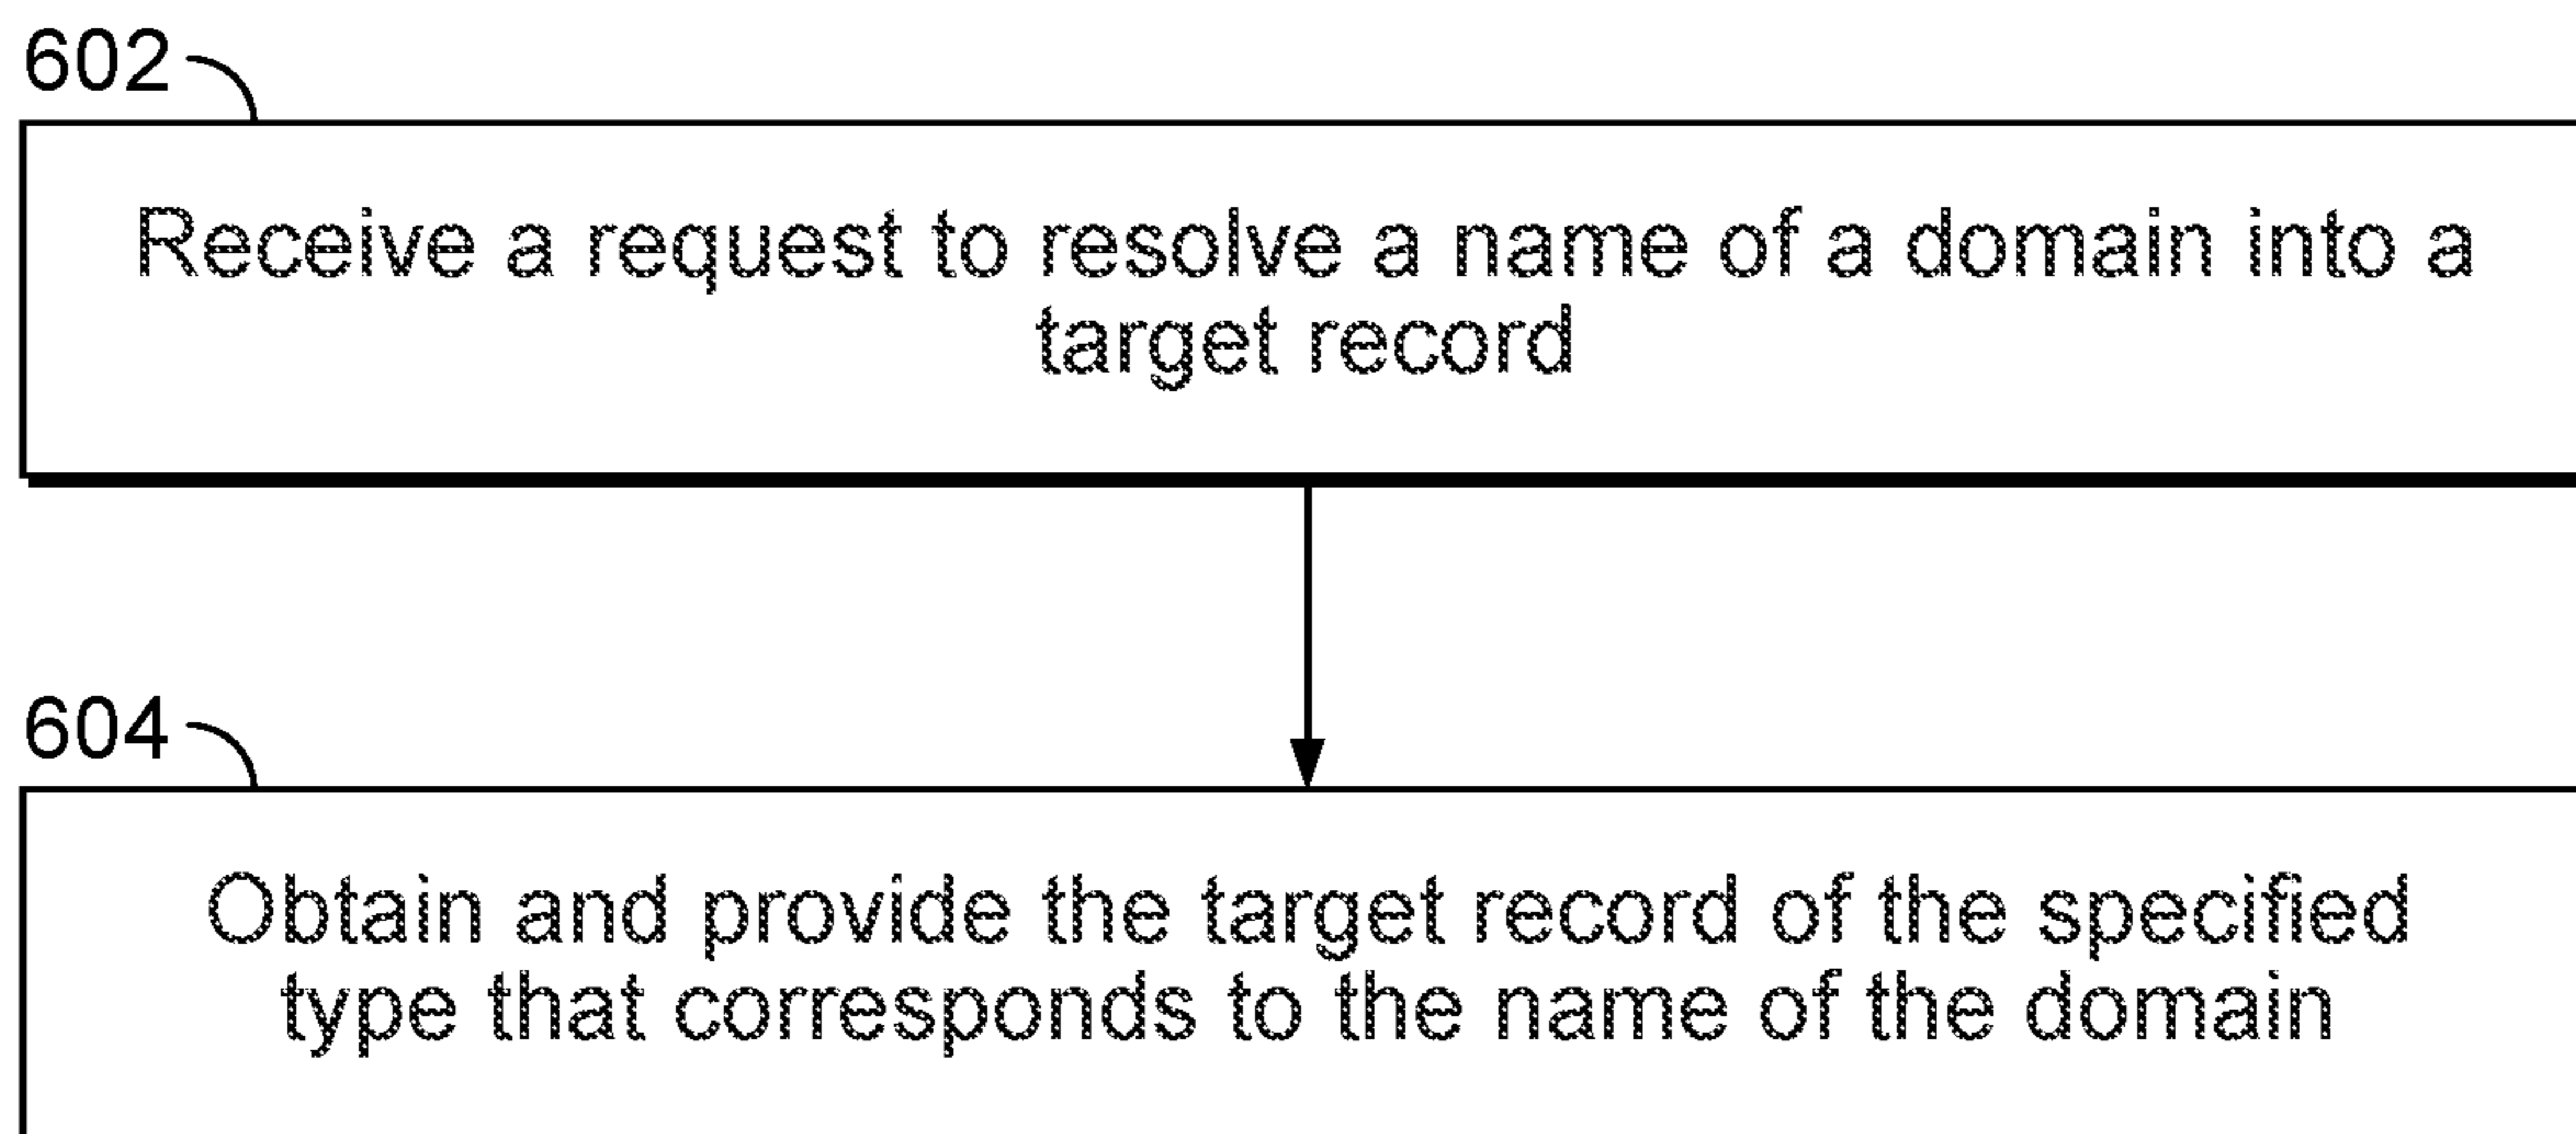 602
Receive a request to resolve a name of a domain into a
target record
604
Obtain and provide the target record of the specified
type that corresponds to the name of the domain